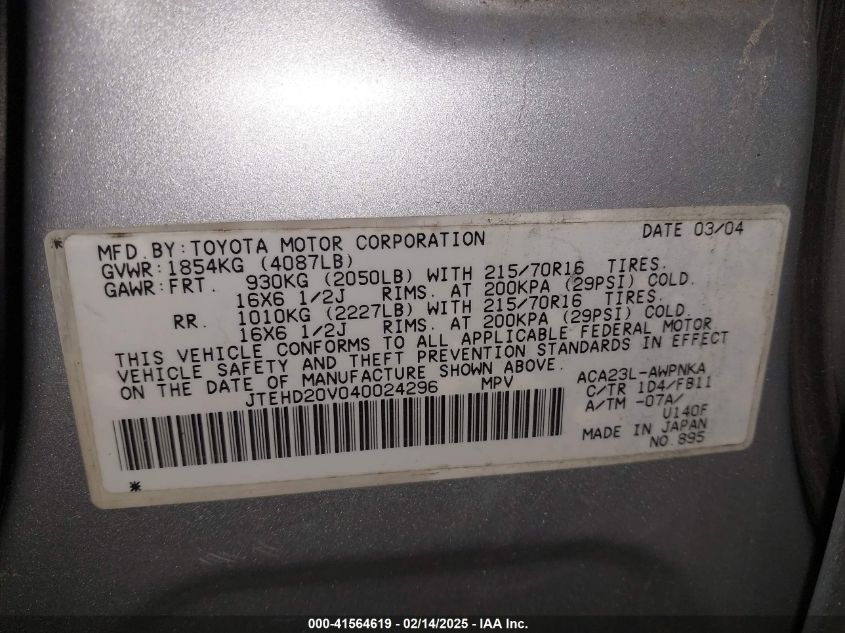 DATE 03/04
MFD. BY: TOYOTA MOTOR CORPORATION
GVWR: 1854KG (4087LB)
GAWR: FRT. 930KG (2050LB) WITH 215/70R16 TIRES.
16X6 1/2J RIMS. AT 200KPA (29PSI) COLD.
RR. 1010KG (2227LB) WITH 215/70R16 TIRES.
16X6 1/2J RIMS. AT 200KPA (29PSI) COLD.
THIS VEHICLE CONFORMS TO ALL APPLICABLE FEDERAL MOTOR
VEHICLE SAFETY AND THEFT PREVENTION STANDARDS IN EFFECT
ON THE DATE OF MANUFACTURE SHOWN ABOVE.
JTEHD20V040024296 MPV
ACA23L-AWPNKA
C/TR 1D4/FB11
A/TM -07A/
U140F
MADE IN JAPAN
NO. 895
000-41564619 - 02/14/2025 - IAA Inc.